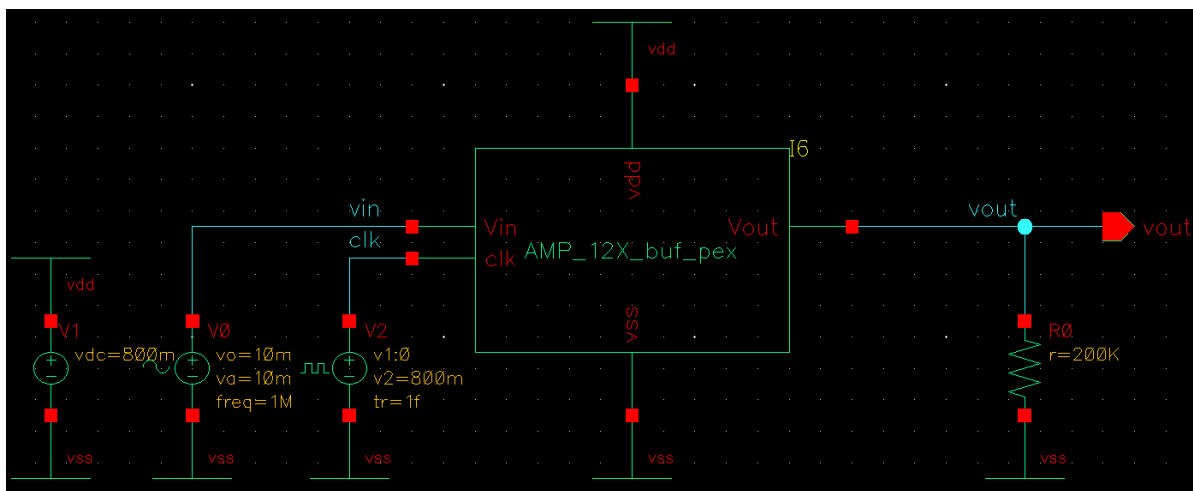 vdd
I6
vdd
vin
Vin
vout
Vout
vout
clk
clk
AMP_12X_buf_pex
vdd
vss
V1
vdc=800m
V0
vo=10m
va=10m
freq=1M
V2
v1:0
v2=800m
tr=1f
R0
r=200K
vss
vss
vss
vss
vss